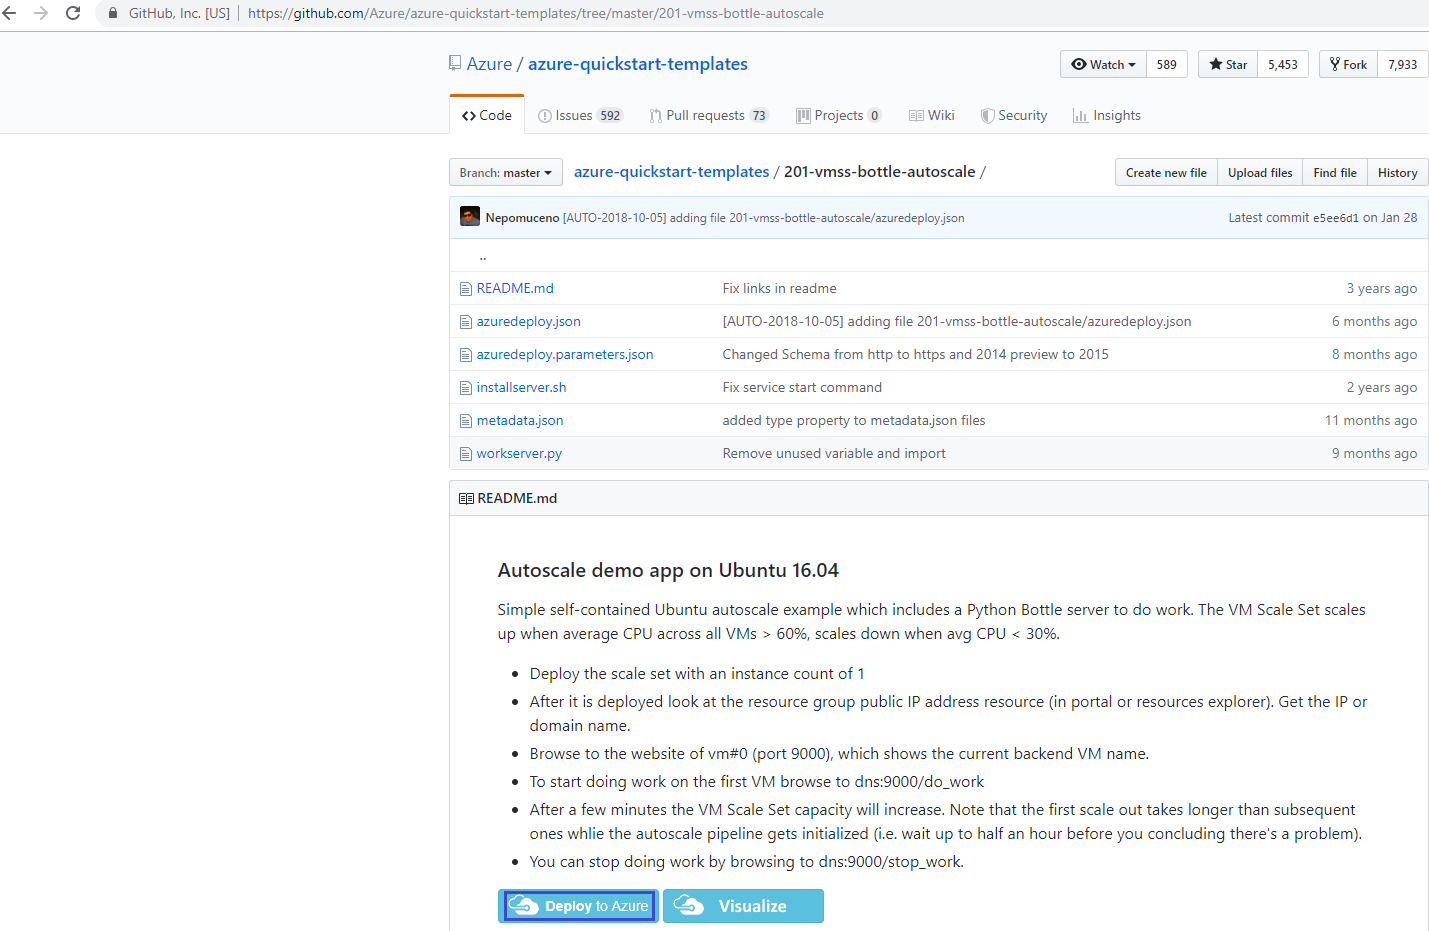 GitHub, Inc. [US] | https://github.com/Azure/azure-quickstart-templates/tree/master/201-vmss-bottle-autoscale
Azure / azure-quickstart-templates
Watch 589 Star 5,453 Fork 7,933
Code Issues 592 Pull requests 73 Projects 0 Wiki Security Insights
Branch: master azure-quickstart-templates / 201-vmss-bottle-autoscale / Create new file Upload files Find file History
Nepomuceno [AUTO-2018-10-05] adding file 201-vmss-bottle-autoscale/azuredeploy.json Latest commit e5ee6d1 on Jan 28
..
README.md Fix links in readme 3 years ago
azuredeploy.json [AUTO-2018-10-05] adding file 201-vmss-bottle-autoscale/azuredeploy.json 6 months ago
azuredeploy.parameters.json Changed Schema from http to https and 2014 preview to 2015 8 months ago
installserver.sh Fix service start command 2 years ago
metadata.json added type property to metadata.json files 11 months ago
workserver.py Remove unused variable and import 9 months ago
README.md
Autoscale demo app on Ubuntu 16.04
Simple self-contained Ubuntu autoscale example which includes a Python Bottle server to do work. The VM Scale Set scales
up when average CPU across all VMs > 60%, scales down when avg CPU < 30%.
• Deploy the scale set with an instance count of 1
• After it is deployed look at the resource group public IP address resource (in portal or resources explorer). Get the IP or
domain name.
• Browse to the website of vm#0 (port 9000), which shows the current backend VM name.
• To start doing work on the first VM browse to dns:9000/do_work
• After a few minutes the VM Scale Set capacity will increase. Note that the first scale out takes longer than subsequent
ones whlie the autoscale pipeline gets initialized (i.e. wait up to half an hour before you concluding there's a problem).
• You can stop doing work by browsing to dns:9000/stop_work.
Deploy to Azure Visualize